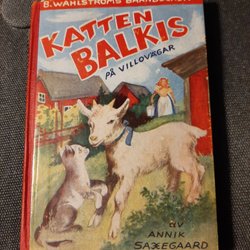 B. WAHLSTRÖMS BARNBÖCKER
KATTEN
BALKIS
PÅ VILLOVÄGAR
av
ANNIK
SAXEGAARD